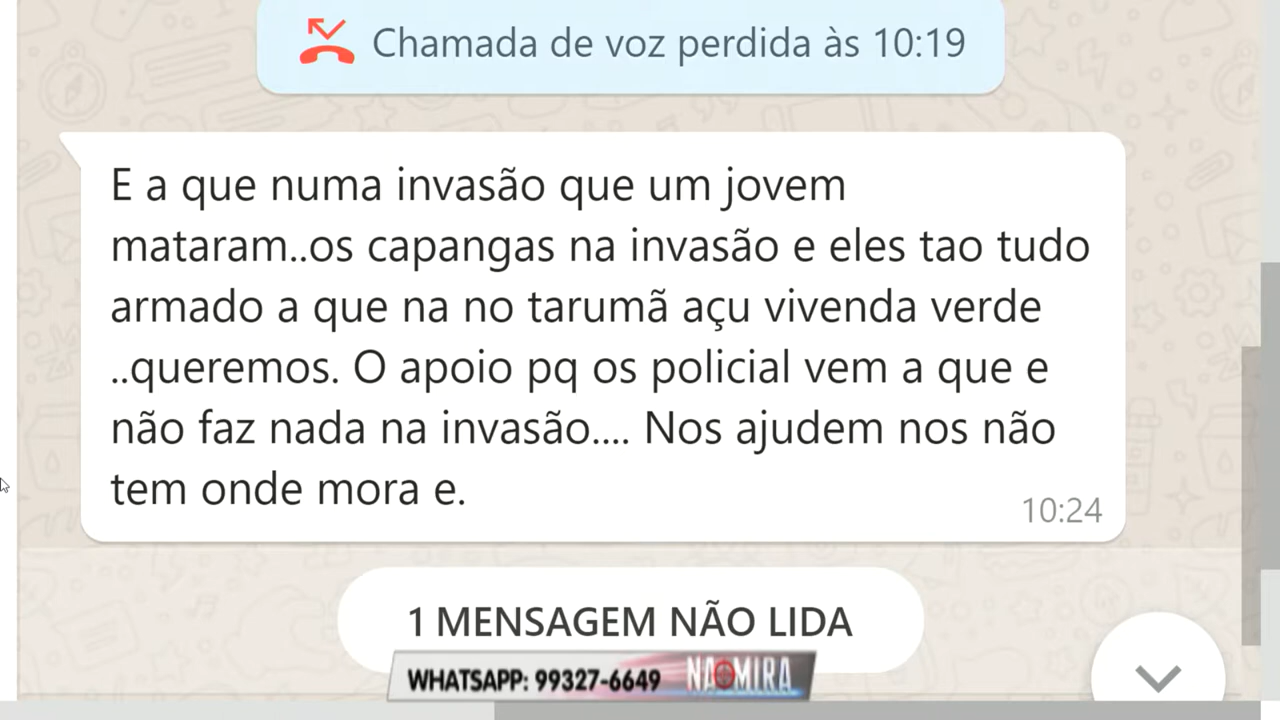 Chamada de voz perdida às 10:19
E a que numa invasão que um jovem
mataram..os capangas na invasão e eles tao tudo
armado a que na no tarumã açu vivenda verde
..queremos. O apoio pq os policial vem a que e
não faz nada na invasão.... Nos ajudem nos não
tem onde mora e.
10:24
1 MENSAGEM NÃO LIDA
WHATSAPP: 99327-6649 NA MIRA